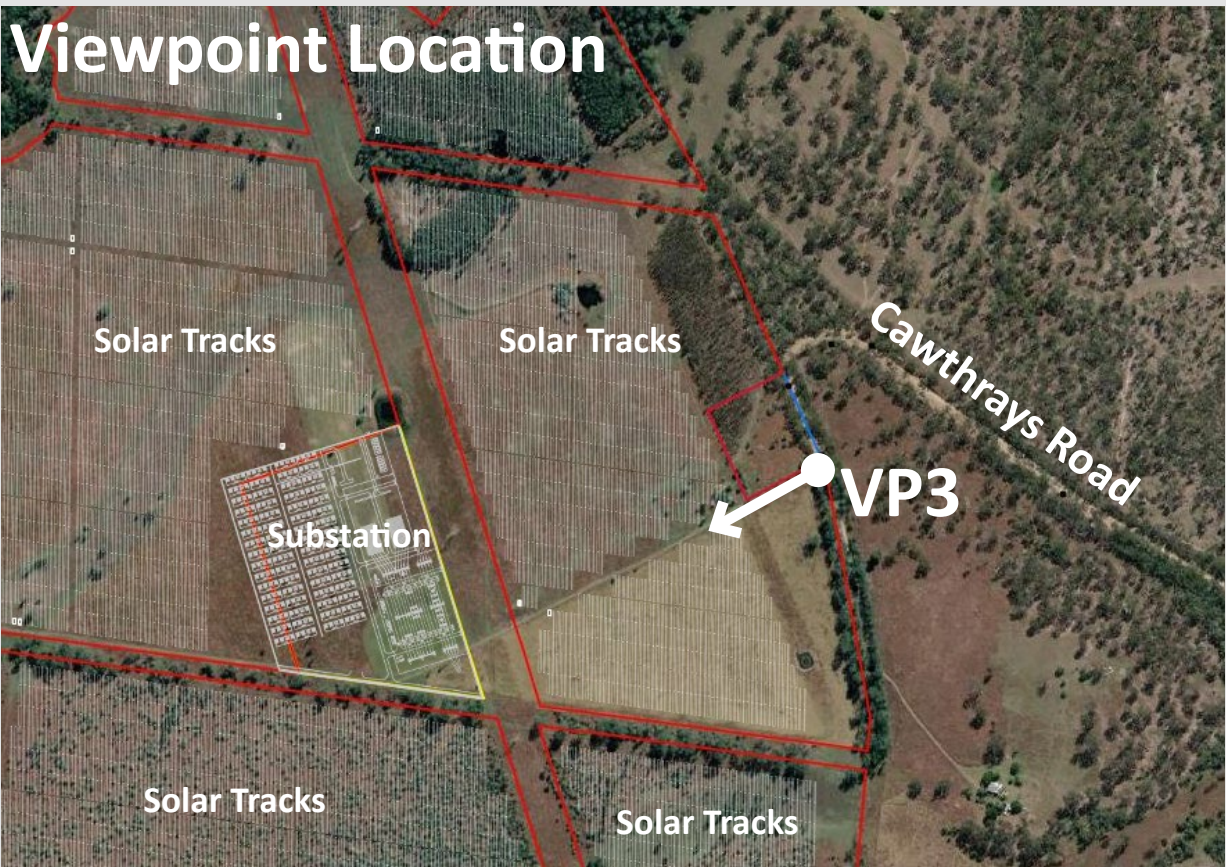 Viewpoint Location
Solar Tracks
Solar Tracks
Cawthrays Road
VP3
Substation
Solar Tracks
Solar Tracks